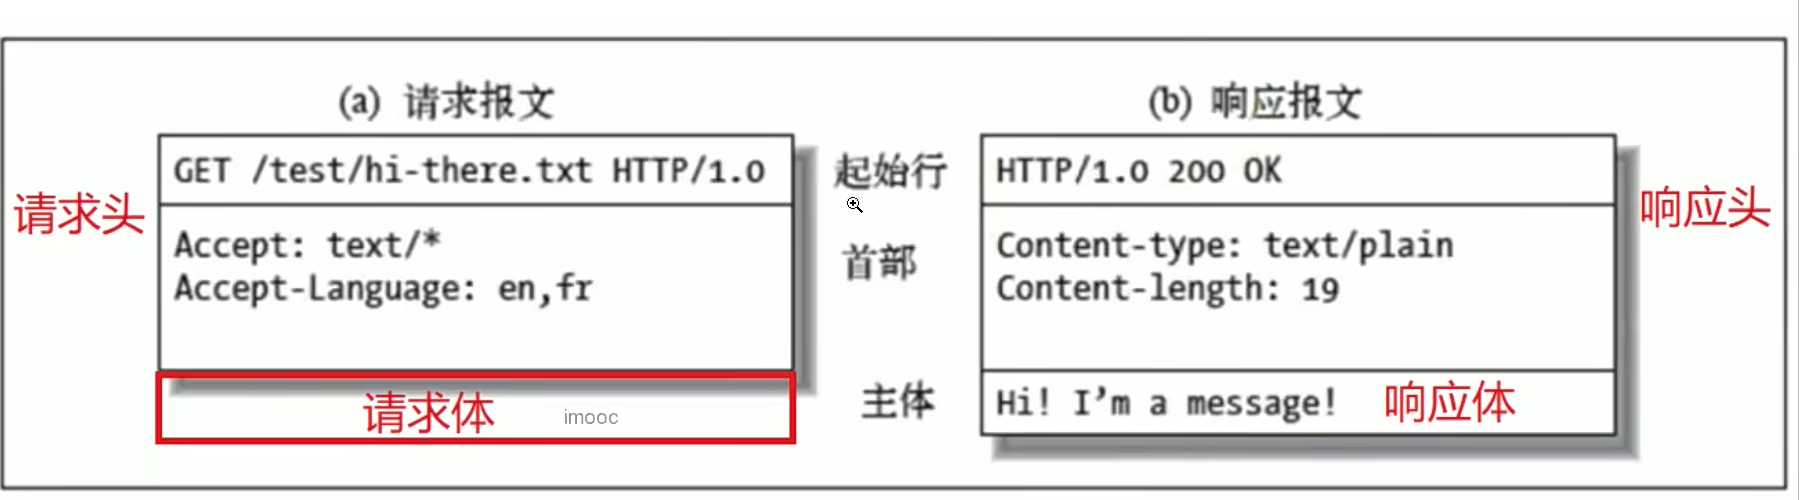 (a) 请求报文
(b) 响应报文
请求头
GET /test/hi-there.txt HTTP/1.0
起始行
HTTP/1.0 200 OK
响应头
Accept: text/*
Accept-Language: en,fr
首部
Content-type: text/plain
Content-length: 19
请求体
imooc
主体
Hi! I’m a message!
响应体